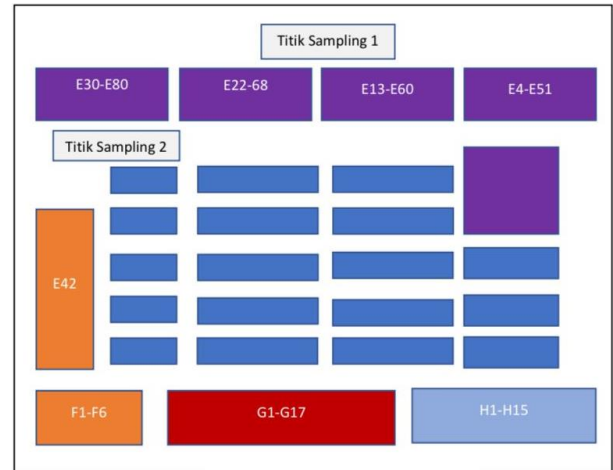 Titik Sampling 1
E30-E80
E22-68
E13-E60
E4-E51
Titik Sampling 2
E42
F1-F6
G1-G17
H1-H15